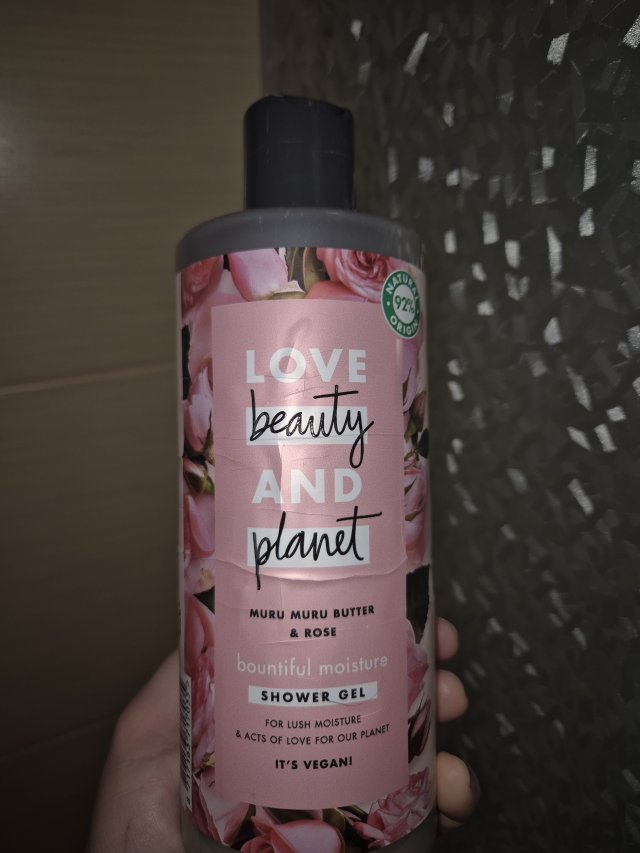 NATURAL
92%
ORIGIN
LOVE
beauty
AND
planet
MURU MURU BUTTER
& ROSE
bountiful moisture
SHOWER GEL
FOR LUSH MOISTURE
& ACTS OF LOVE FOR OUR PLANET
IT'S VEGAN!